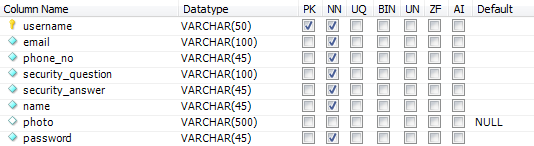 Column Name Datatype PK NN UQ BIN UN ZF AI Default
username VARCHAR(50)
email VARCHAR(100)
phone_no VARCHAR(45)
security_question VARCHAR(100)
security_answer VARCHAR(45)
name VARCHAR(45)
photo VARCHAR(500) NULL
password VARCHAR(45)